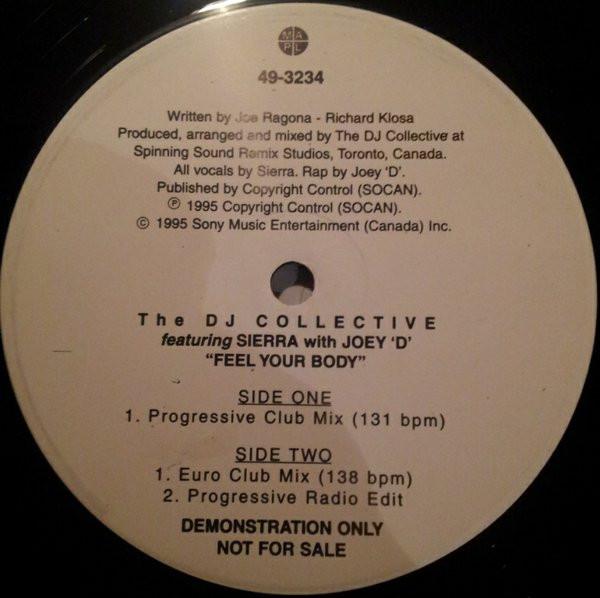 MAPL
49-3234
Written by Joe Ragona - Richard Klosa
Produced, arranged and mixed by The DJ Collective at
Spinning Sound Remix Studios, Toronto, Canada.
All vocals by Sierra. Rap by Joey 'D'.
Published by Copyright Control (SOCAN).
℗ 1995 Copyright Control (SOCAN).
© 1995 Sony Music Entertainment (Canada) Inc.
The DJ COLLECTIVE
featuring SIERRA with JOEY 'D'
"FEEL YOUR BODY"
SIDE ONE
1. Progressive Club Mix (131 bpm)
SIDE TWO
1. Euro Club Mix (138 bpm)
2. Progressive Radio Edit
DEMONSTRATION ONLY
NOT FOR SALE